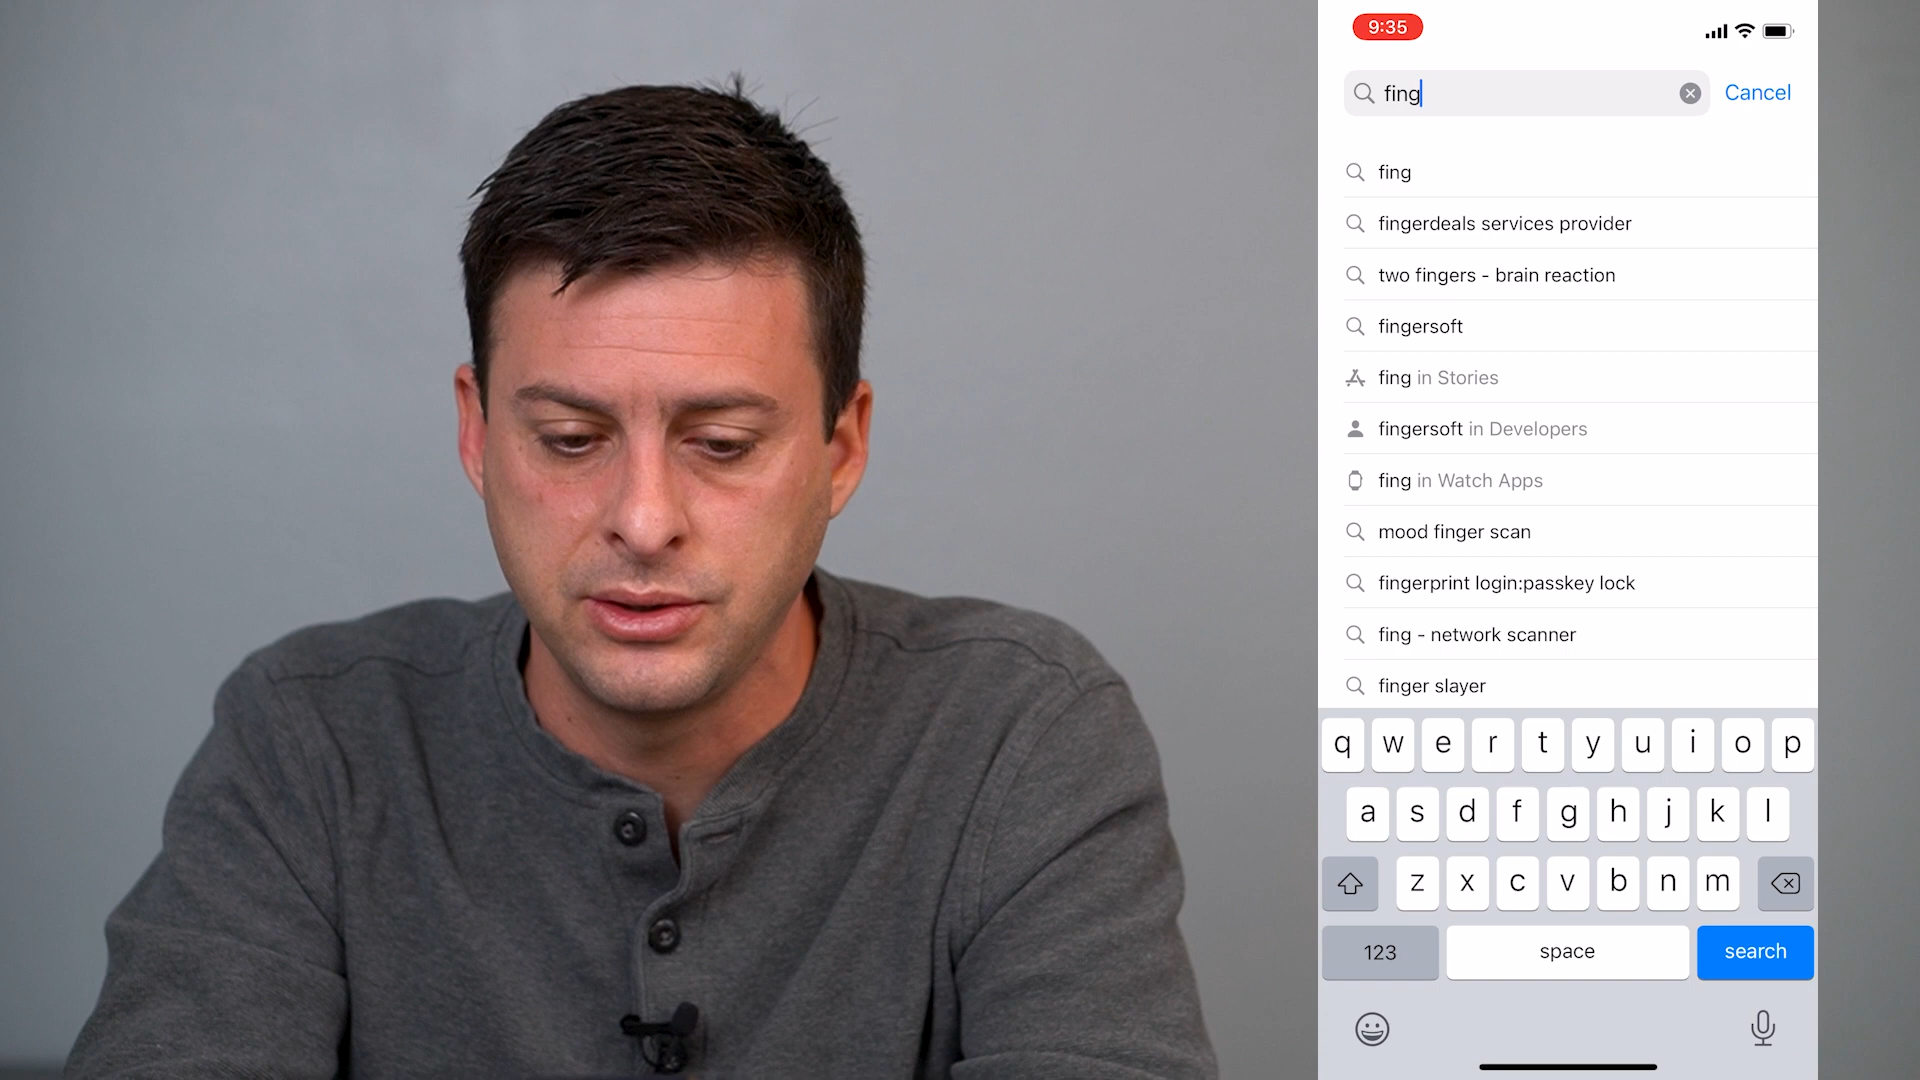 9:35
fing
Cancel
fing
fingerdeals services provider
two fingers - brain reaction
fingersoft
fing in Stories
fingersoft in Developers
fing in Watch Apps
mood finger scan
fingerprint login:passkey lock
fing - network scanner
finger slayer
q w e r t y u i o p
a s d f g h j k l
z x c v b n m
123 space search